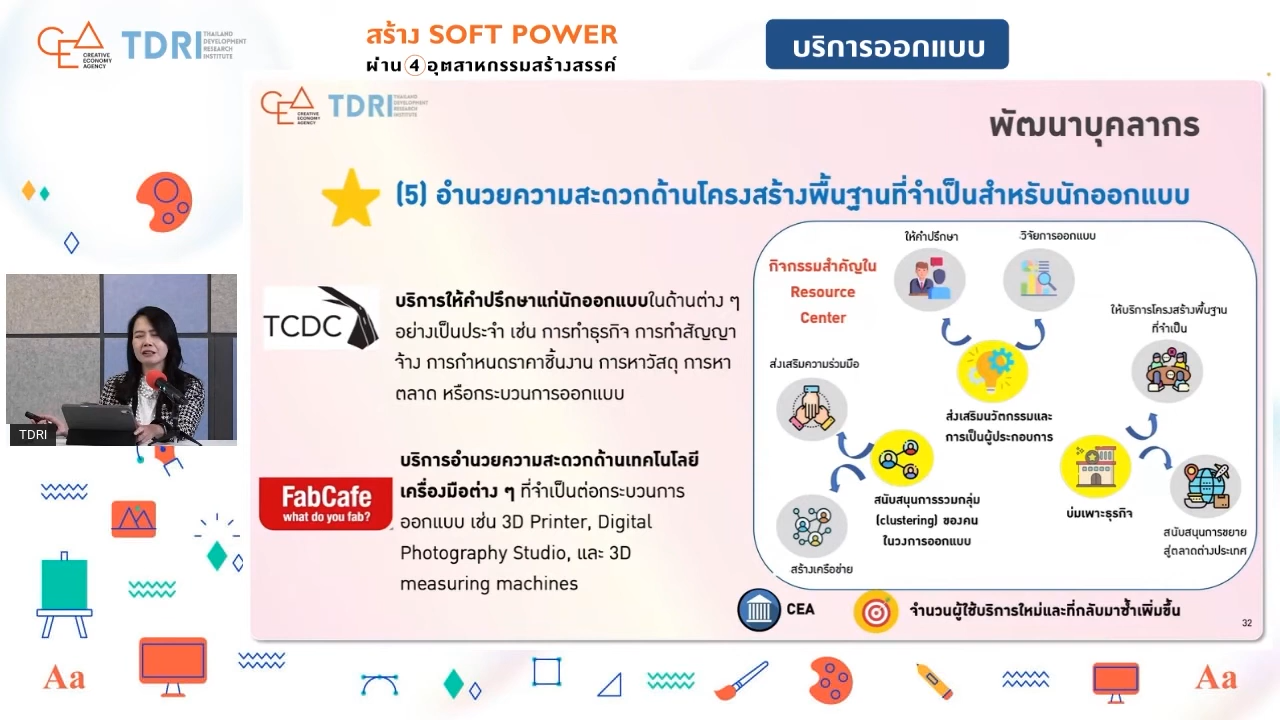 CEA
CREATIVE
ECONOMY
AGENCY
TDRI
THAILAND
DEVELOPMENT
RESEARCH
INSTITUTE
สร้าง SOFT POWER
ผ่าน 4 อุตสาหกรรมสร้างสรรค์
บริการออกแบบ
CEA
CREATIVE
ECONOMY
AGENCY
TDRI
THAILAND
DEVELOPMENT
RESEARCH
INSTITUTE
พัฒนาบุคลากร
(5) อำนวยความสะดวกด้านโครงสร้างพื้นฐานที่จำเป็นสำหรับนักออกแบบ
TCDC
บริการให้คำปรึกษาแก่นักออกแบบในด้านต่าง ๆ
อย่างเป็นประจำ เช่น การทำธุรกิจ การทำสัญญา
จ้าง การกำหนดราคาชิ้นงาน การหาวัสดุ การหา
ตลาด หรือกระบวนการออกแบบ
FabCafe
what do you fab?
บริการอำนวยความสะดวกด้านเทคโนโลยี
เครื่องมือต่าง ๆ ที่จำเป็นต่อกระบวนการ
ออกแบบ เช่น 3D Printer, Digital
Photography Studio, และ 3D
measuring machines
กิจกรรมสำคัญใน
Resource
Center
ให้คำปรึกษา
วิจัยการออกแบบ
ส่งเสริมนวัตกรรมและ
การเป็นผู้ประกอบการ
ส่งเสริมความร่วมมือ
สนับสนุนการรวมกลุ่ม
(clustering) ของคน
ในวงการออกแบบ
สร้างเครือข่าย
ให้บริการโครงสร้างพื้นฐาน
ที่จำเป็น
บ่มเพาะธุรกิจ
สนับสนุนการขยาย
สู่ตลาดต่างประเทศ
CEA
จำนวนผู้ใช้บริการใหม่และที่กลับมาซ้ำเพิ่มขึ้น
32
TDRI
Aa
Aa